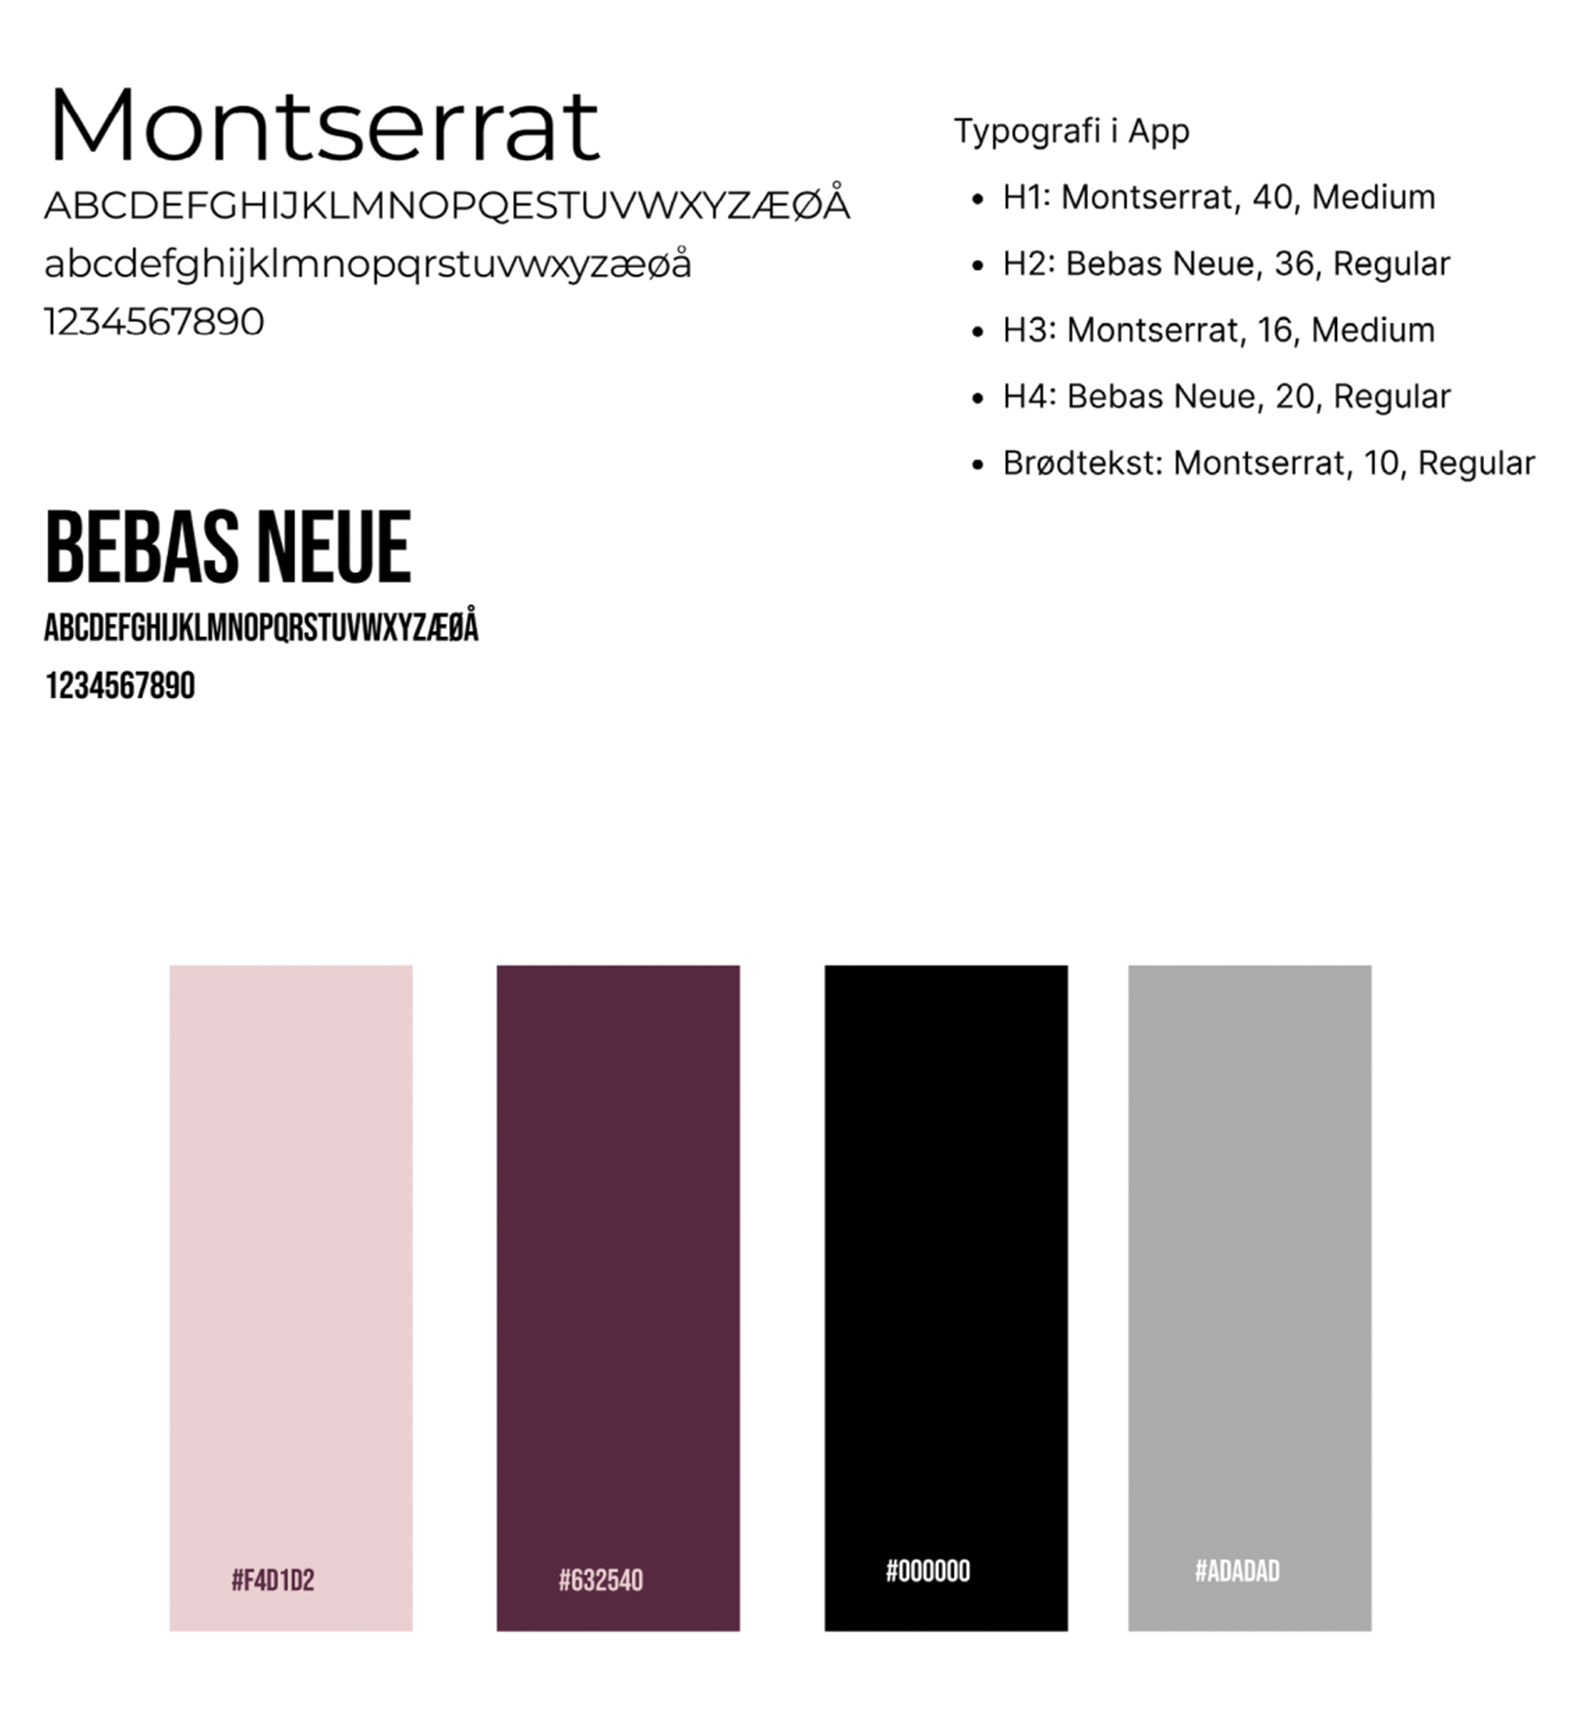 Montserrat
ABCDEFGHIJKLMNOPQESTUVWXYZÆØÅ
abcdefghijklmnopqrstuvwxyzæøå
1234567890
Typografi i App
• H1: Montserrat, 40, Medium
• H2: Bebas Neue, 36, Regular
• H3: Montserrat, 16, Medium
• H4: Bebas Neue, 20, Regular
• Brødtekst: Montserrat, 10, Regular
BEBAS NEUE
ABCDEFGHIJKLMNOPQRSTUVWXYZÆØÅ
1234567890
#F4D1D2
#632540
#000000
#ADADAD